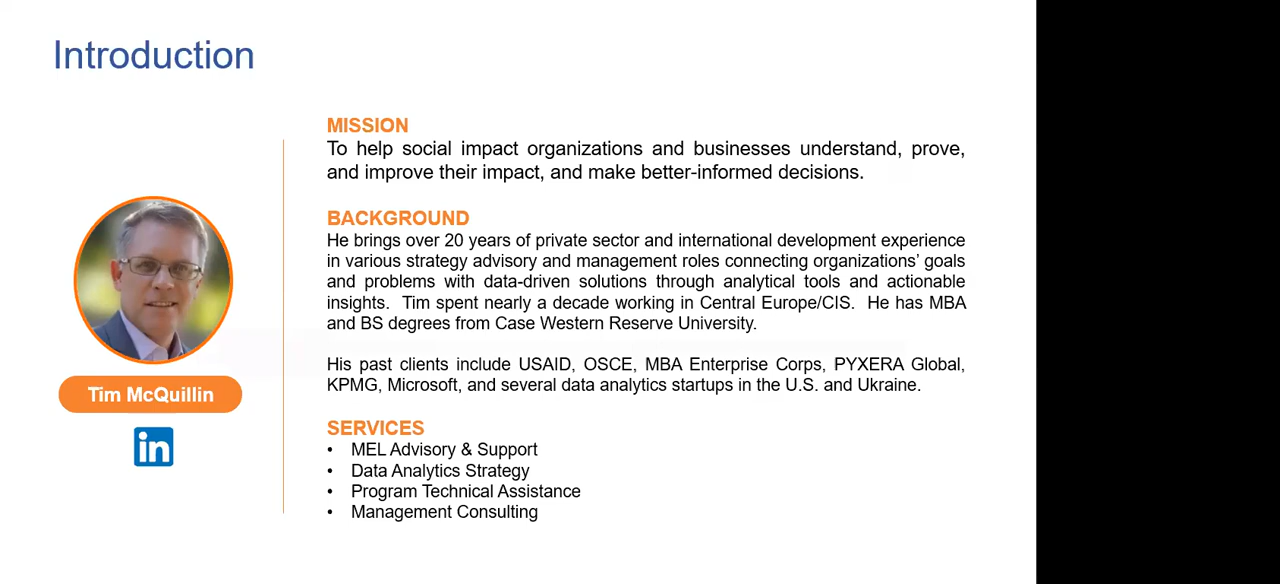 Introduction
MISSION
To help social impact organizations and businesses understand, prove,
and improve their impact, and make better-informed decisions.
BACKGROUND
He brings over 20 years of private sector and international development experience
in various strategy advisory and management roles connecting organizations’ goals
and problems with data-driven solutions through analytical tools and actionable
insights. Tim spent nearly a decade working in Central Europe/CIS. He has MBA
and BS degrees from Case Western Reserve University.
His past clients include USAID, OSCE, MBA Enterprise Corps, PYXERA Global,
KPMG, Microsoft, and several data analytics startups in the U.S. and Ukraine.
Tim McQuillin
in
SERVICES
• MEL Advisory & Support
• Data Analytics Strategy
• Program Technical Assistance
• Management Consulting